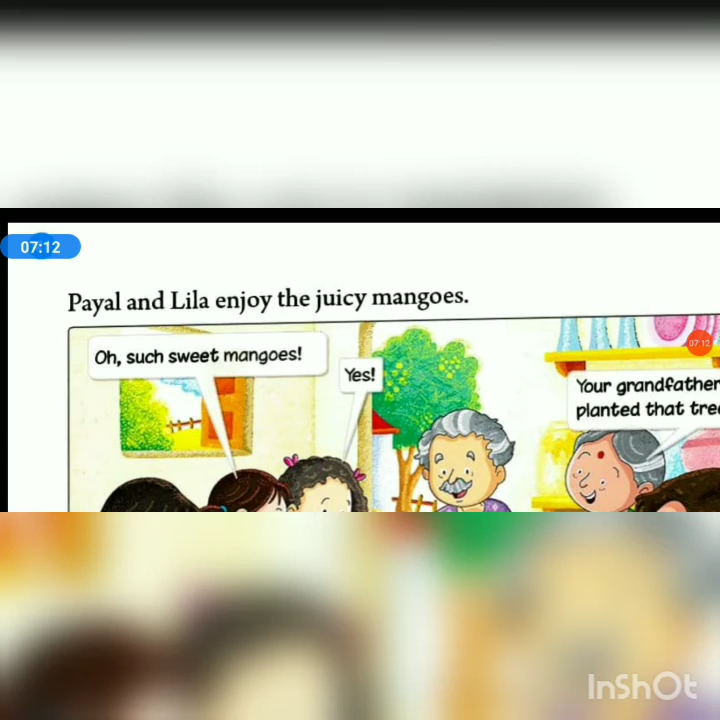 07:12
Payal and Lila enjoy the juicy mangoes.
07:12
Oh, such sweet mangoes!
Yes!
Your grandfather
planted that tree
InShOt